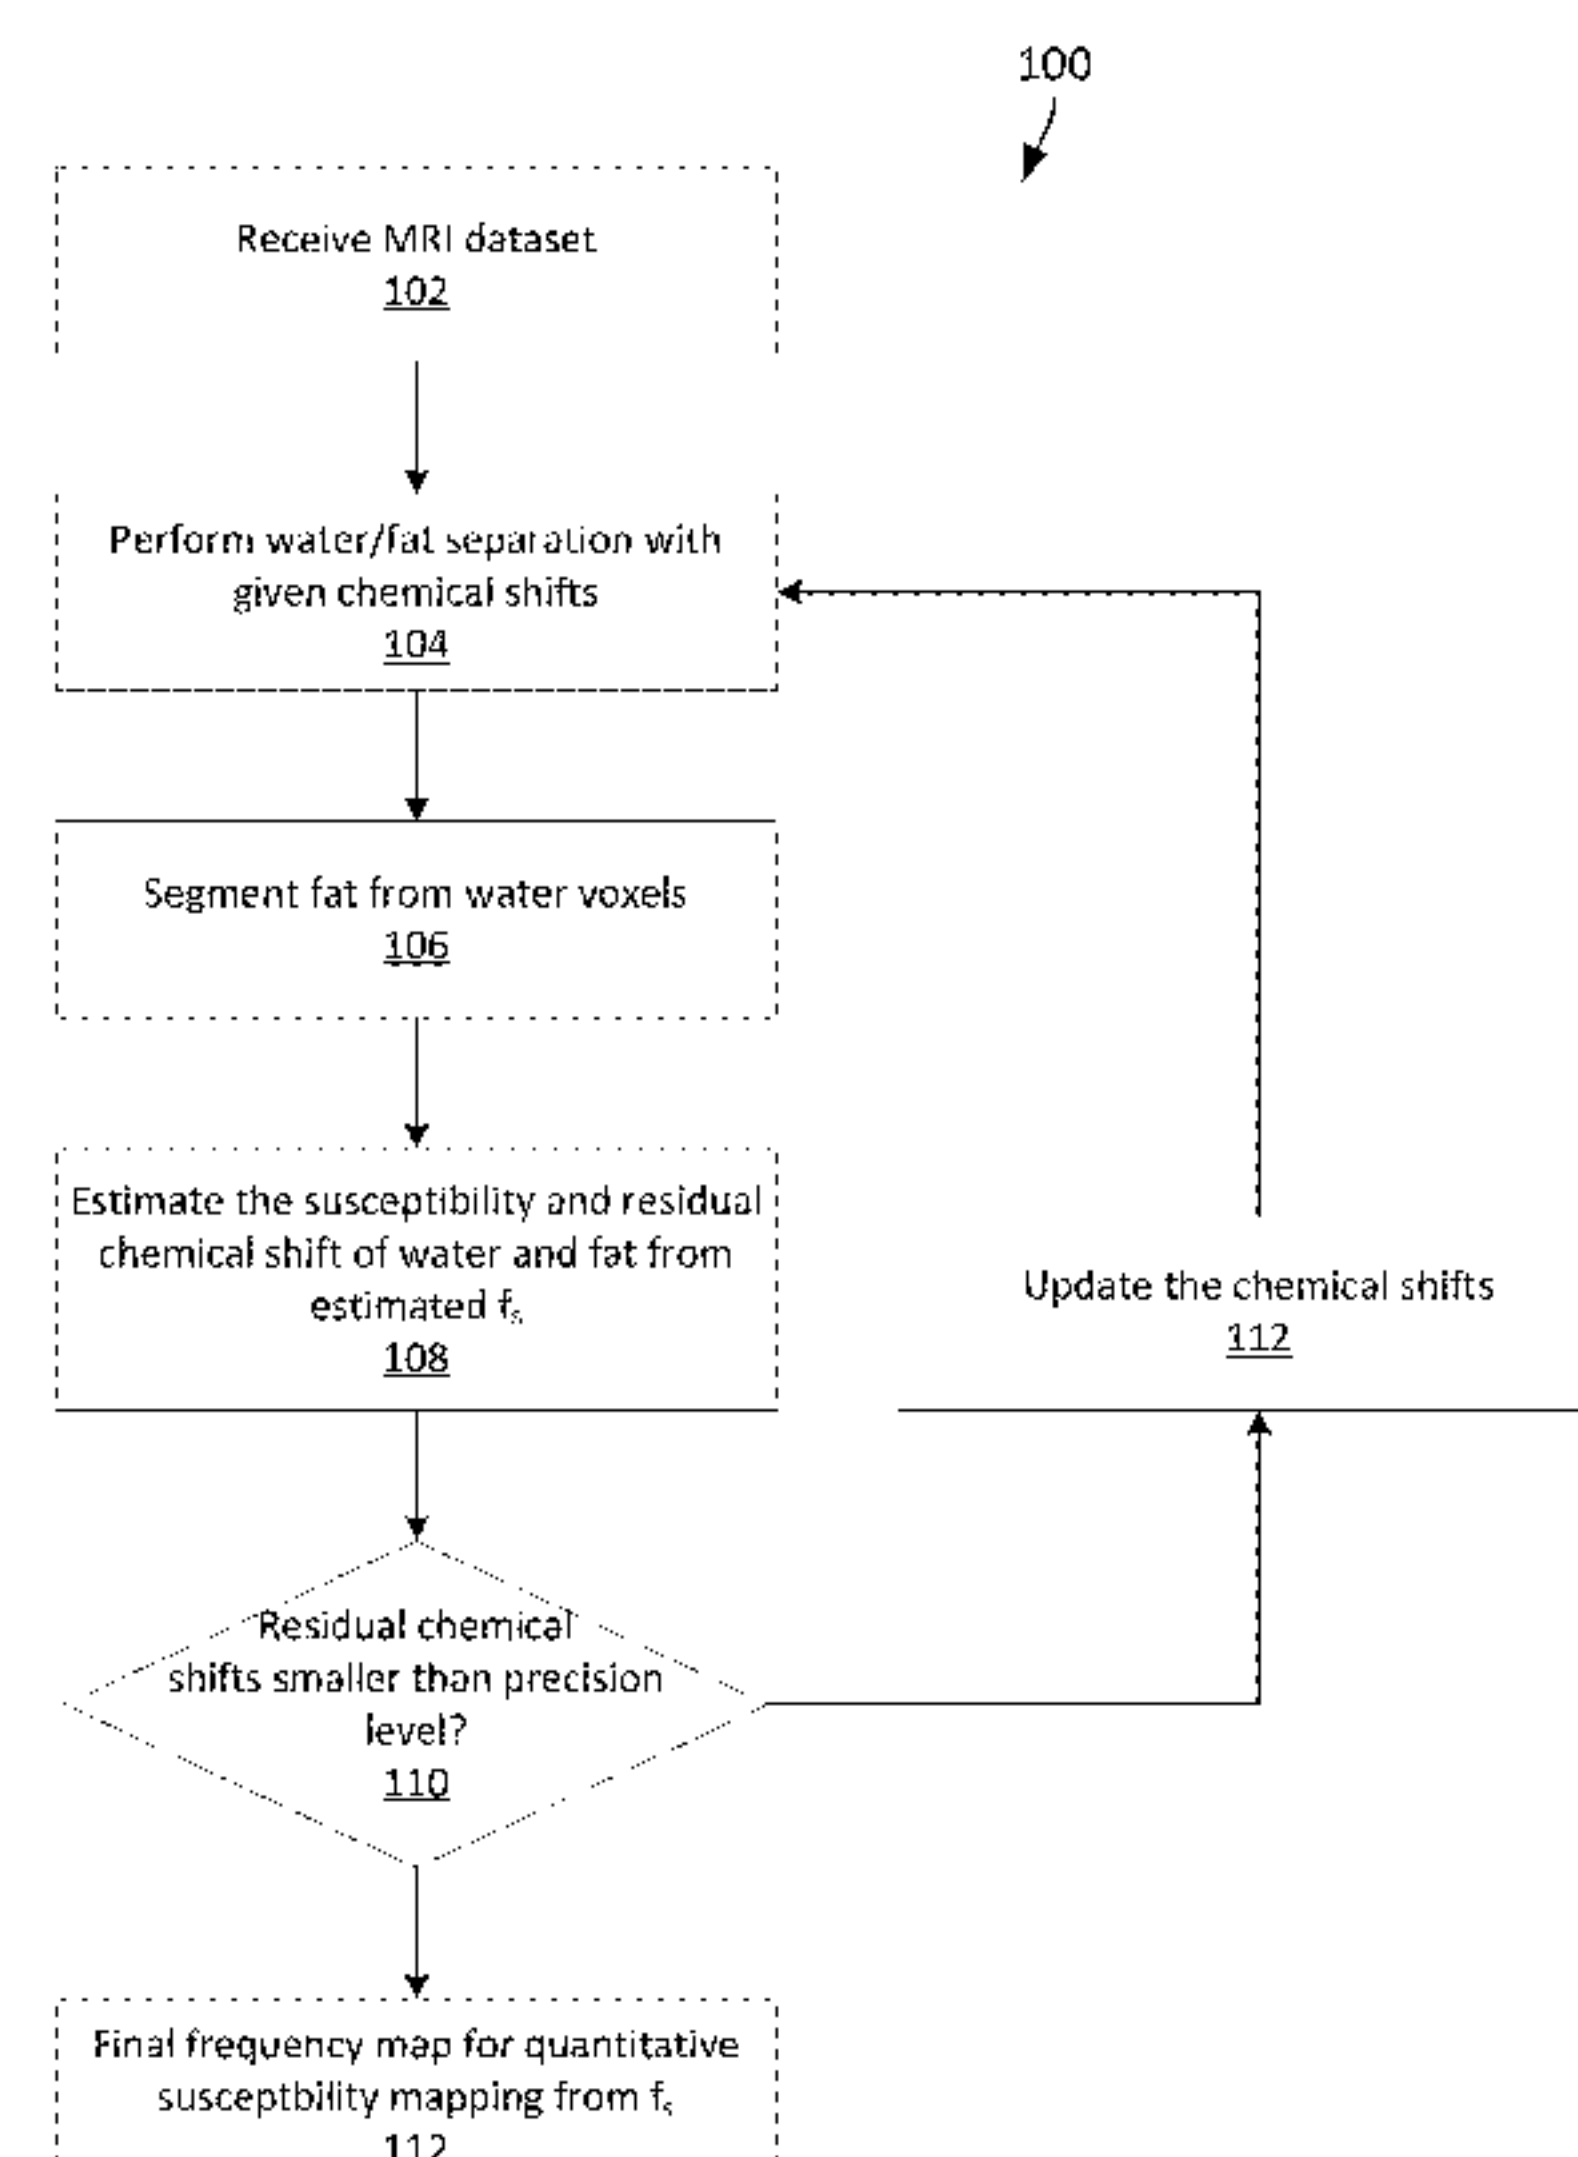 100
Receive MRI dataset
102
Perform water/fat separation with
given chemical shifts
104
Segment fat from water voxels
106
Estimate the susceptibility and residual
chemical shift of water and fat from
estimated fₛ
108
Update the chemical shifts
112
Residual chemical
shifts smaller than precision
level?
110
Final frequency map for quantitative
susceptbility mapping from fₛ
112